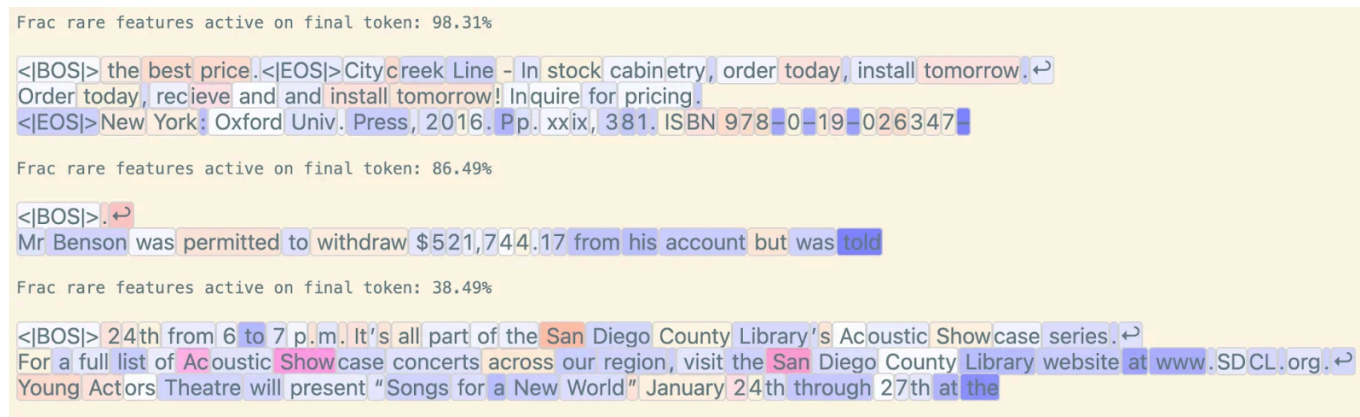 Frac rare features active on final token: 98.31%
<|BOS|> the best price.<|EOS|>Citycreek Line - In stock cabinetry, order today, install tomorrow.↩
Order today, recieve and and install tomorrow! Inquire for pricing.
<|EOS|>New York: Oxford Univ. Press, 2016. Pp. xxix, 381. ISBN 978-0-19-026347-
Frac rare features active on final token: 86.49%
<|BOS|>.↩
Mr Benson was permitted to withdraw $521,744.17 from his account but was told
Frac rare features active on final token: 38.49%
<|BOS|> 24th from 6 to 7 p.m. It’s all part of the San Diego County Library’s Acoustic Showcase series.↩
For a full list of Acoustic Showcase concerts across our region, visit the San Diego County Library website at www.SDCL.org.↩
Young Actors Theatre will present “Songs for a New World” January 24th through 27th at the